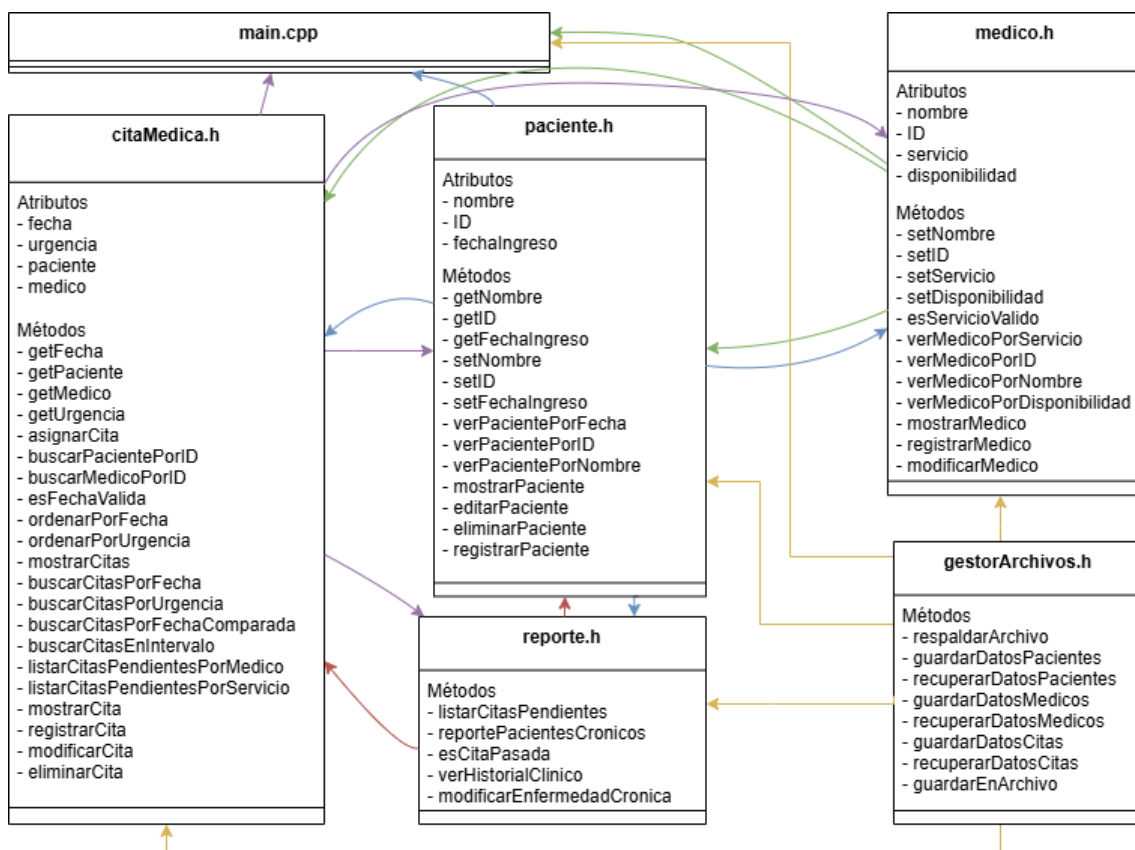 main.cpp
medico.h
Atributos
- nombre
- ID
- servicio
- disponibilidad
Métodos
- setNombre
- setID
- setServicio
- setDisponibilidad
- esServicioValido
- verMedicoPorServicio
- verMedicoPorID
- verMedicoPorNombre
- verMedicoPorDisponibilidad
- mostrarMedico
- registrarMedico
- modificarMedico
citaMedica.h
Atributos
- fecha
- urgencia
- paciente
- medico
Métodos
- getFecha
- getPaciente
- getMedico
- getUrgencia
- asignarCita
- buscarPacientePorID
- buscarMedicoPorID
- esFechaValida
- ordenarPorFecha
- ordenarPorUrgencia
- mostrarCitas
- buscarCitasPorFecha
- buscarCitasPorUrgencia
- buscarCitasPorFechaComparada
- buscarCitasEnIntervalo
- listarCitasPendientesPorMedico
- listarCitasPendientesPorServicio
- mostrarCita
- registrarCita
- modificarCita
- eliminarCita
paciente.h
Atributos
- nombre
- ID
- fechaIngreso
Métodos
- getNombre
- getID
- getFechaIngreso
- setNombre
- setID
- setFechaIngreso
- verPacientePorFecha
- verPacientePorID
- verPacientePorNombre
- mostrarPaciente
- editarPaciente
- eliminarPaciente
- registrarPaciente
reporte.h
Métodos
- listarCitasPendientes
- reportePacientesCronicos
- esCitaPasada
- verHistorialClinico
- modificarEnfermedadCronica
gestorArchivos.h
Métodos
- respaldarArchivo
- guardarDatosPacientes
- recuperarDatosPacientes
- guardarDatosMedicos
- recuperarDatosMedicos
- guardarDatosCitas
- recuperarDatosCitas
- guardarEnArchivo